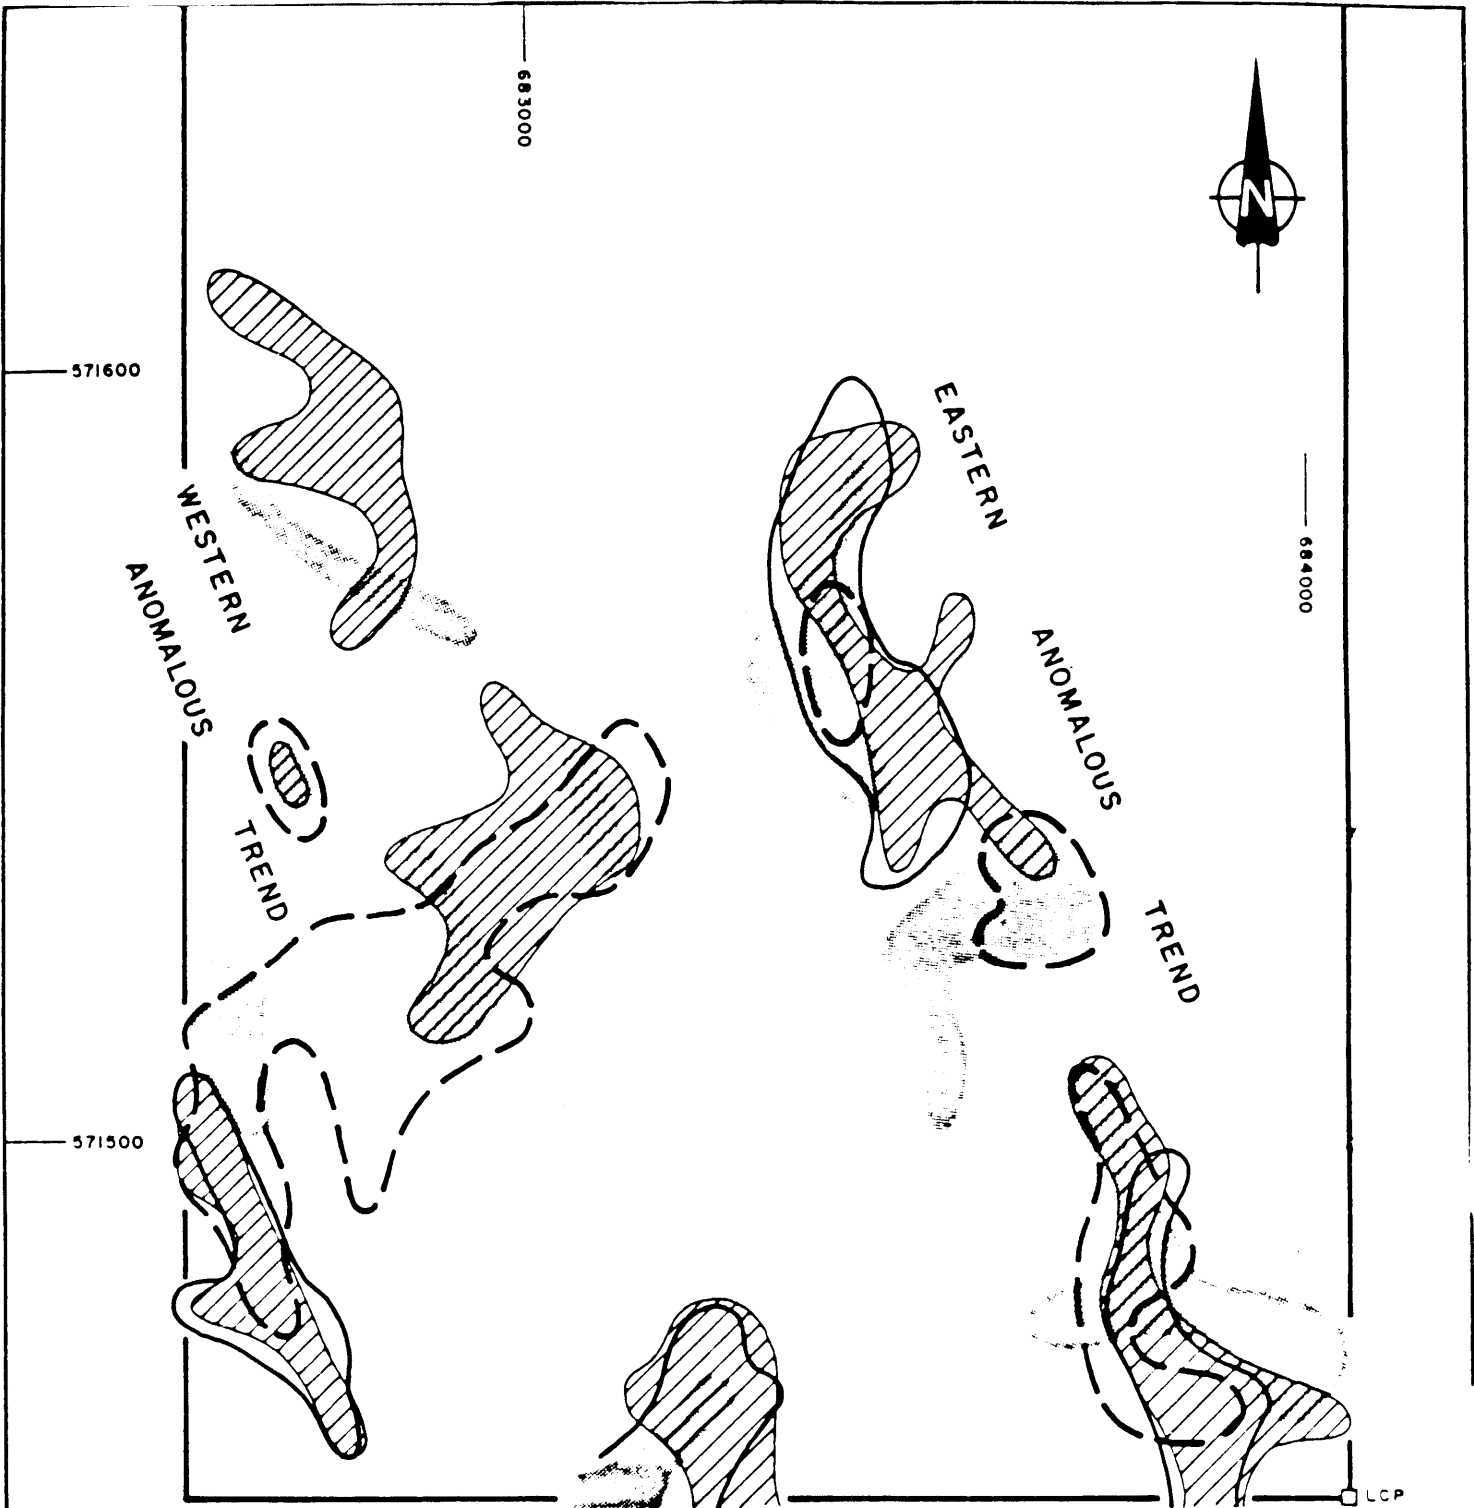 683000
N
571600
EASTERN
ANOMALOUS
TREND
684000
WESTERN
ANOMALOUS
TREND
571500
LCP